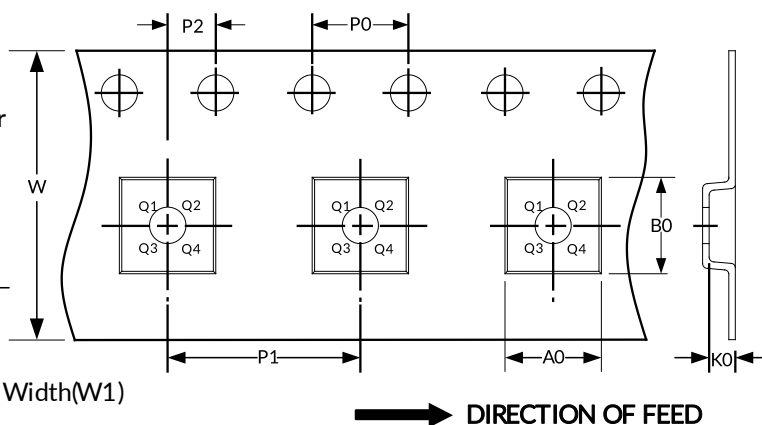 P2
P0
r
W
Q1 Q2
Q3 Q4
Q1 Q2
Q3 Q4
Q1 Q2
Q3 Q4
B0
P1
A0
K0
Width(W1)
DIRECTION OF FEED